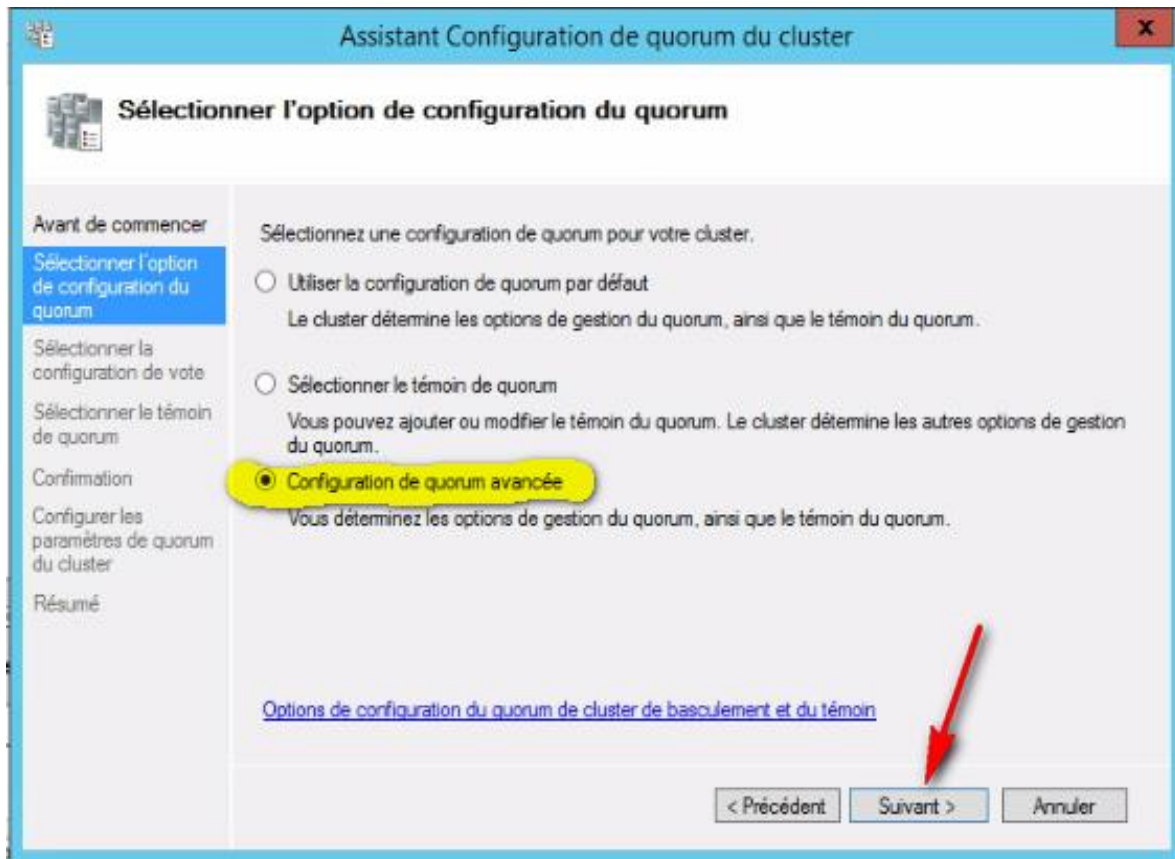 Assistant Configuration de quorum du cluster
x
Sélectionner l'option de configuration du quorum
Avant de commencer
Sélectionner l'option
de configuration du
quorum
Sélectionner la
configuration de vote
Sélectionner le témoin
de quorum
Confirmation
Configurer les
paramètres de quorum
du cluster
Résumé
Sélectionnez une configuration de quorum pour votre cluster.
Utiliser la configuration de quorum par défaut
Le cluster détermine les options de gestion du quorum, ainsi que le témoin du quorum.
Sélectionner le témoin de quorum
Vous pouvez ajouter ou modifier le témoin du quorum. Le cluster détermine les autres options de gestion
du quorum.
Configuration de quorum avancée
Vous déterminez les options de gestion du quorum, ainsi que le témoin du quorum.
Options de configuration du quorum de cluster de basculement et du témoin
< Précédent
Suivant >
Annuler